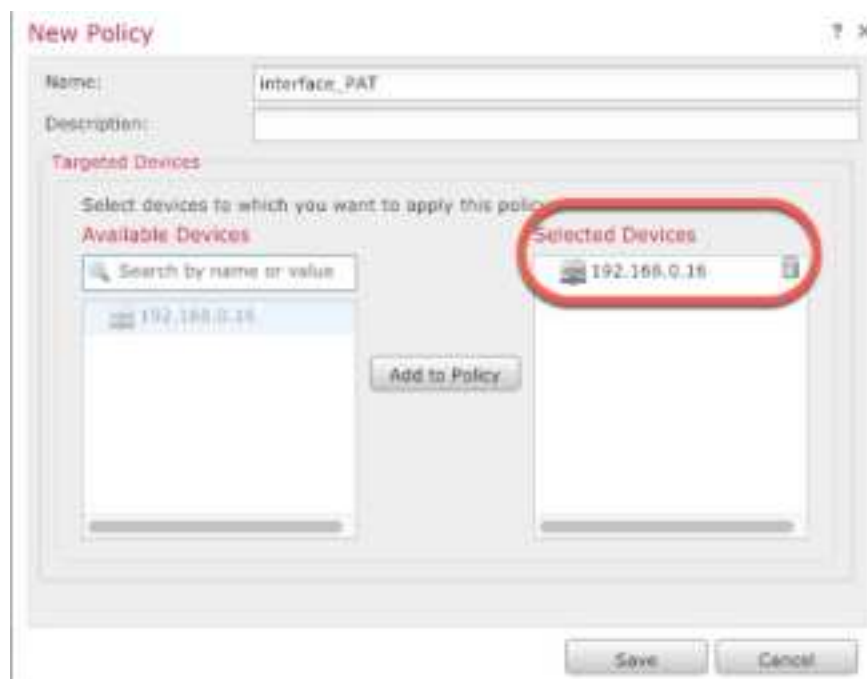 New Policy
? X
Name:
interface_PAT
Description:
Targeted Devices
Select devices to which you want to apply this policy
Available Devices
Selected Devices
Search by name or value
192.168.0.16
192.168.0.16
Add to Policy
Save
Cancel